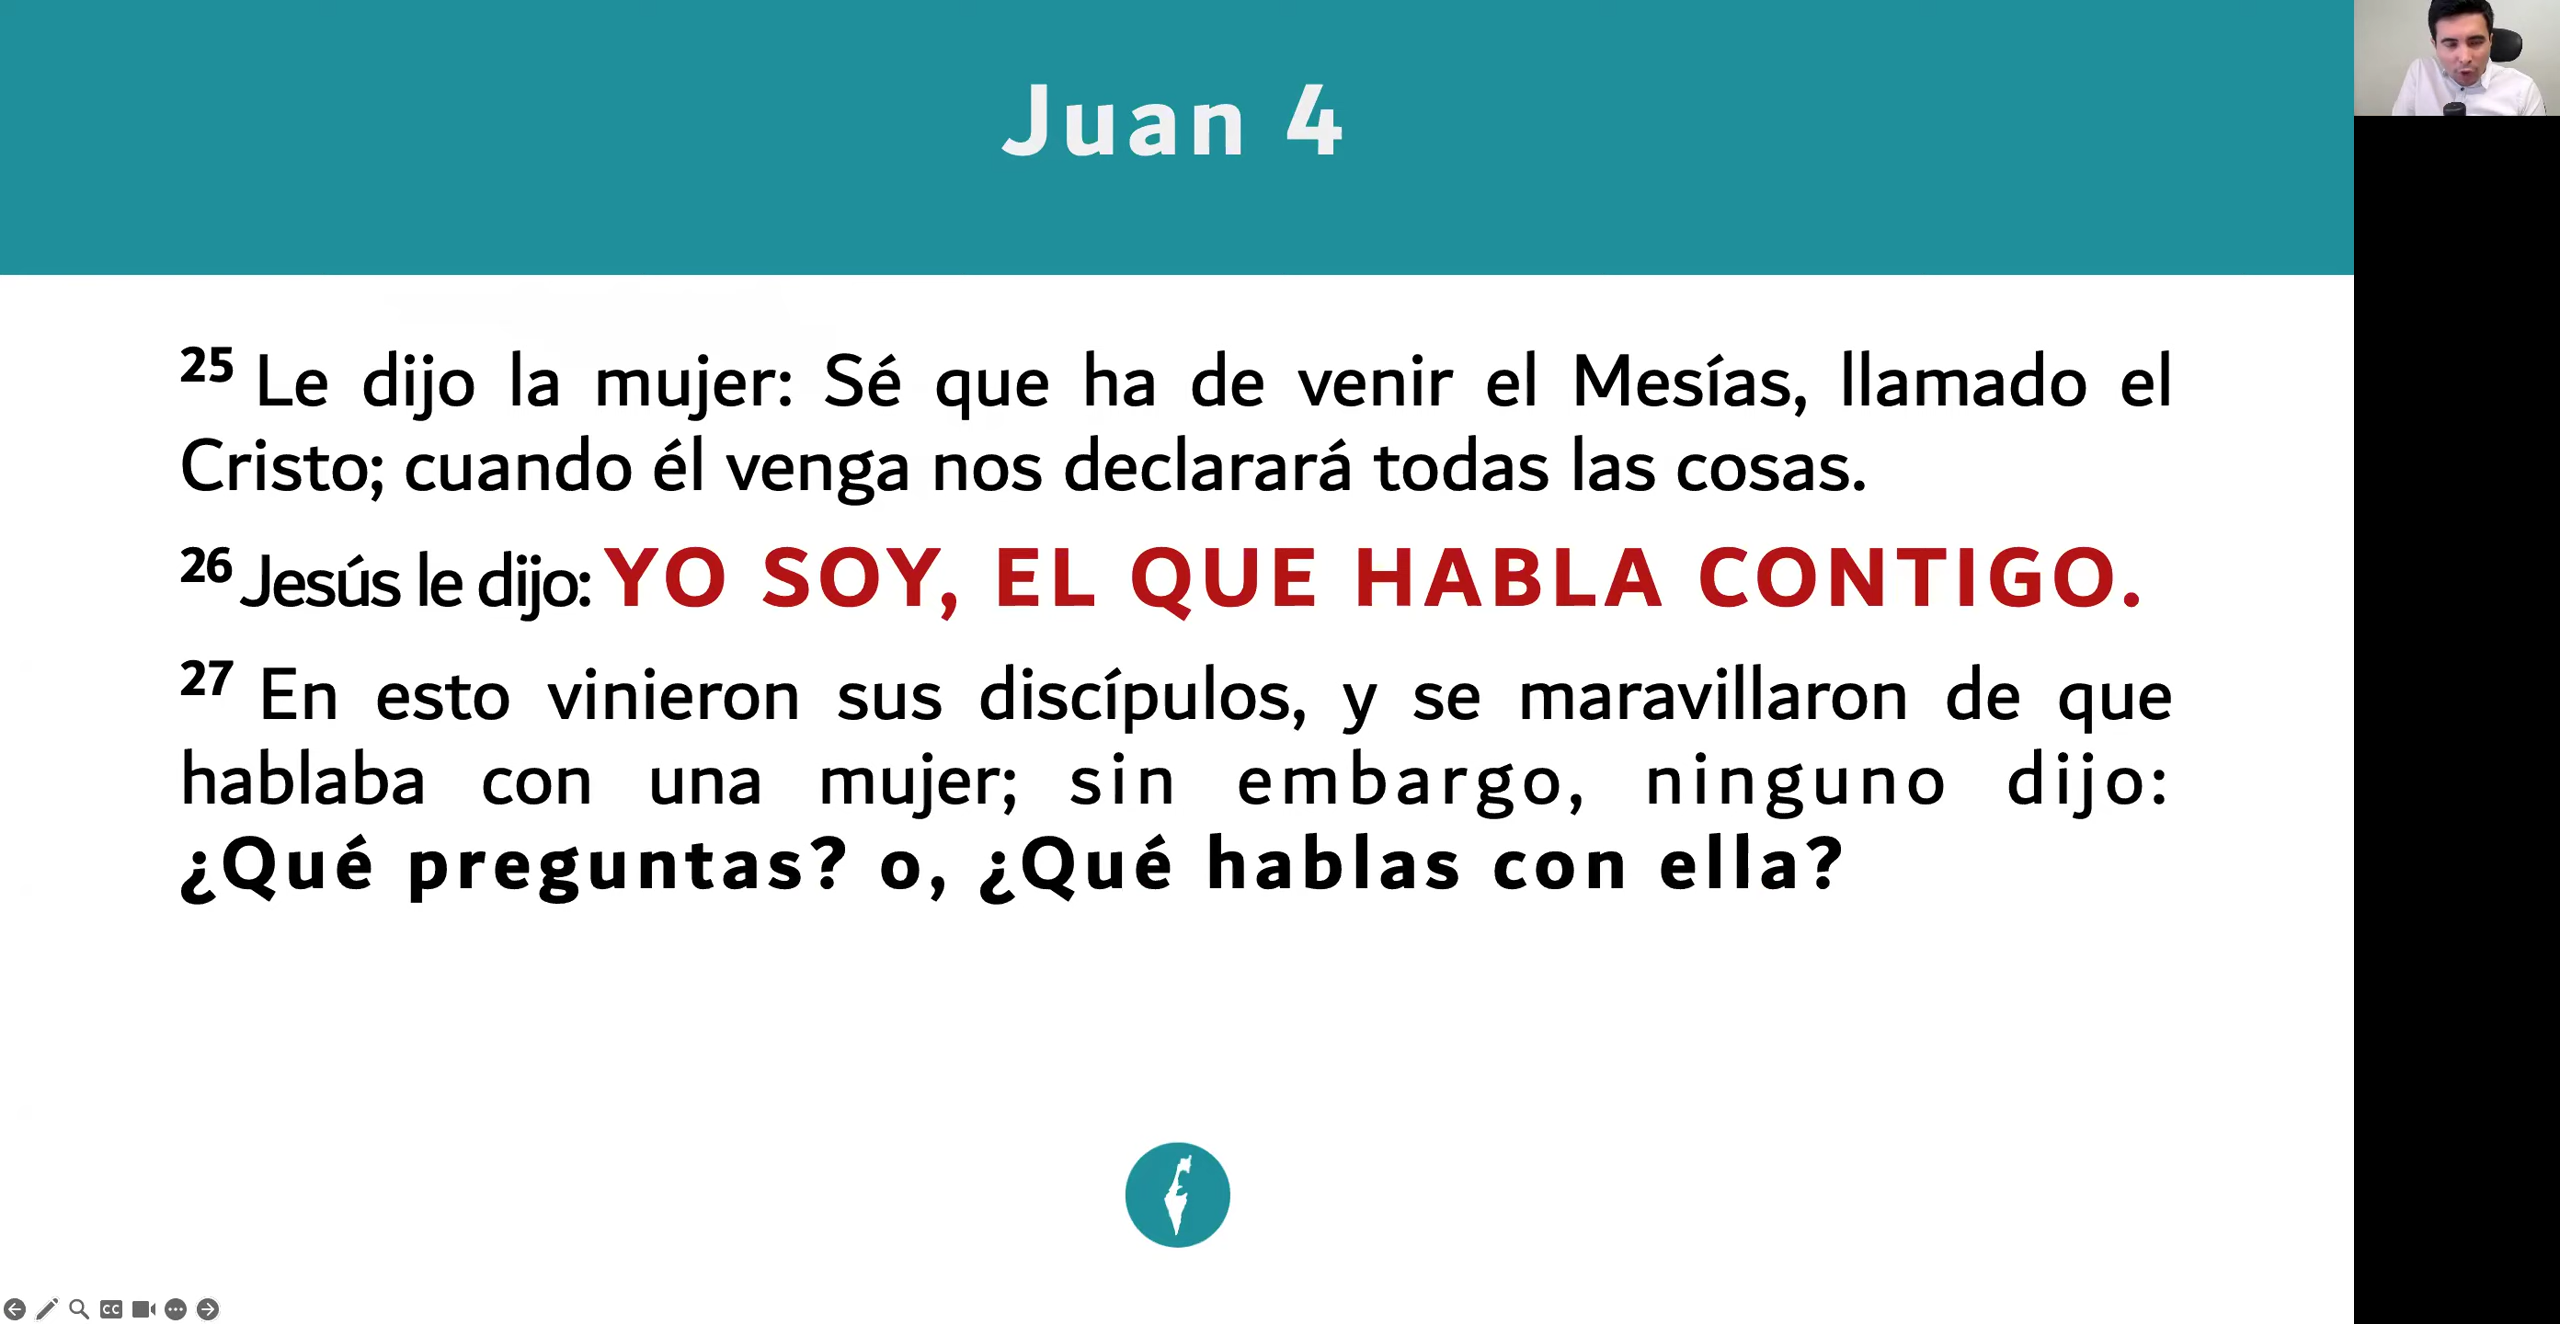 Juan 4
25 Le dijo la mujer: Sé que ha de venir el Mesías, llamado el
Cristo; cuando él venga nos declarará todas las cosas.
26 Jesús le dijo: YO SOY, EL QUE HABLA CONTIGO.
27 En esto vinieron sus discípulos, y se maravillaron de que
hablaba con una mujer; sin embargo, ninguno dijo:
¿Qué preguntas? o, ¿Qué hablas con ella?
CC